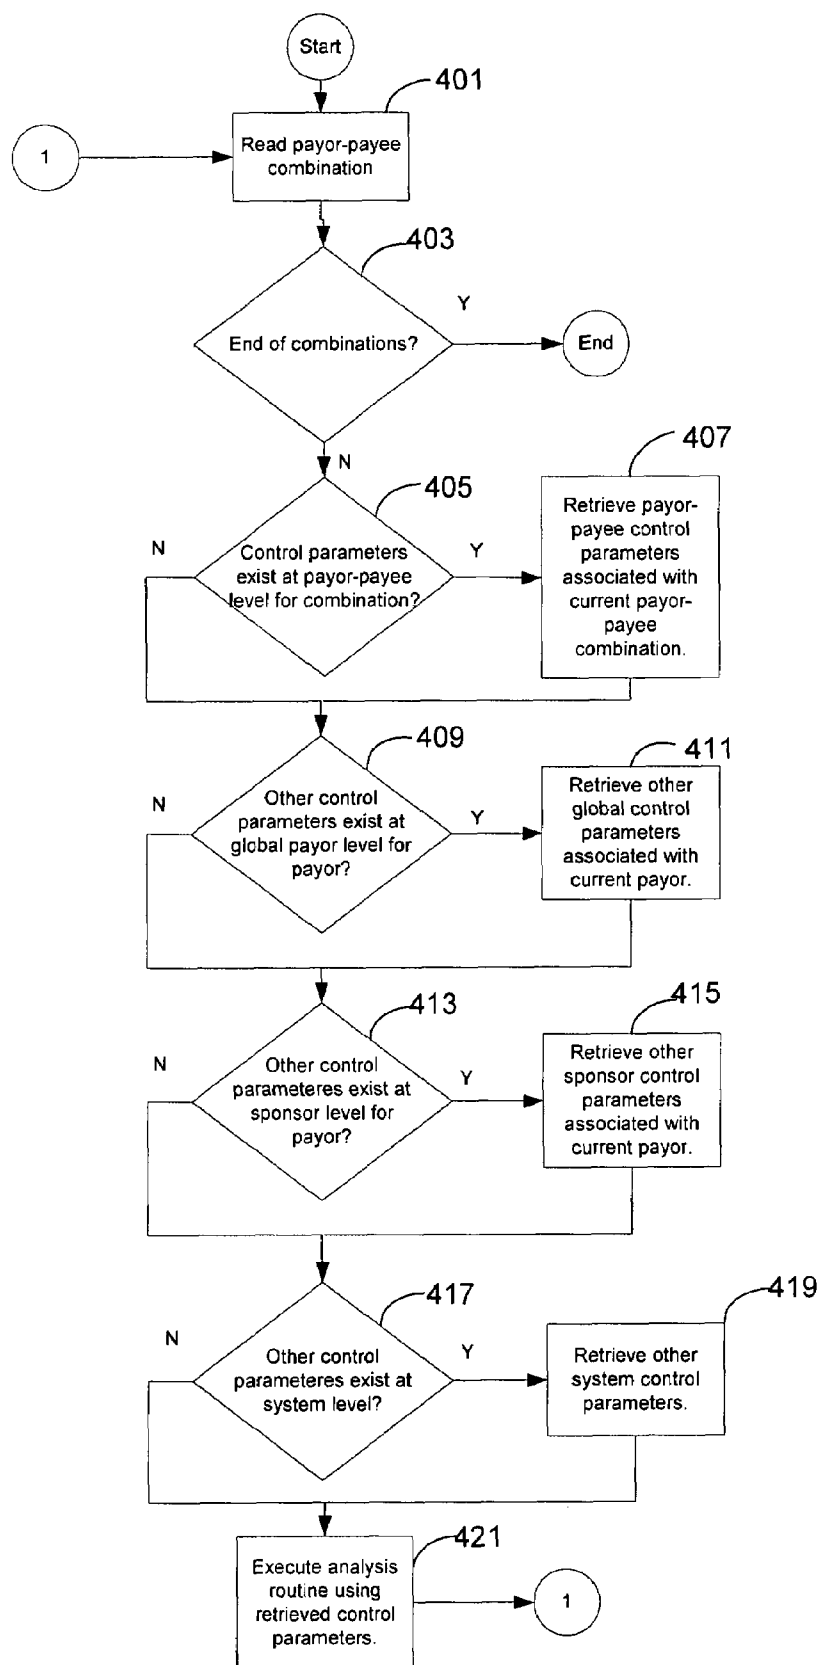 Start
401
1
Read payor-payee
combination
403
Y
End of combinations?
End
N
407
405
Retrieve payor-
payee control
parameters
associated with
current payor-
payee
combination.
N
Control parameters
exist at payor-payee
level for combination?
Y
409
411
N
Other control
parameters exist at
global payor level for
payor?
Y
Retrieve other
global control
parameters
associated with
current payor.
413
415
N
Other control
parameteres exist at
sponsor level for
payor?
Y
Retrieve other
sponsor control
parameters
associated with
current payor.
417
419
N
Other control
parameteres exist at
system level?
Y
Retrieve other
system control
parameters.
421
Execute analysis
routine using
retrieved control
parameters.
1